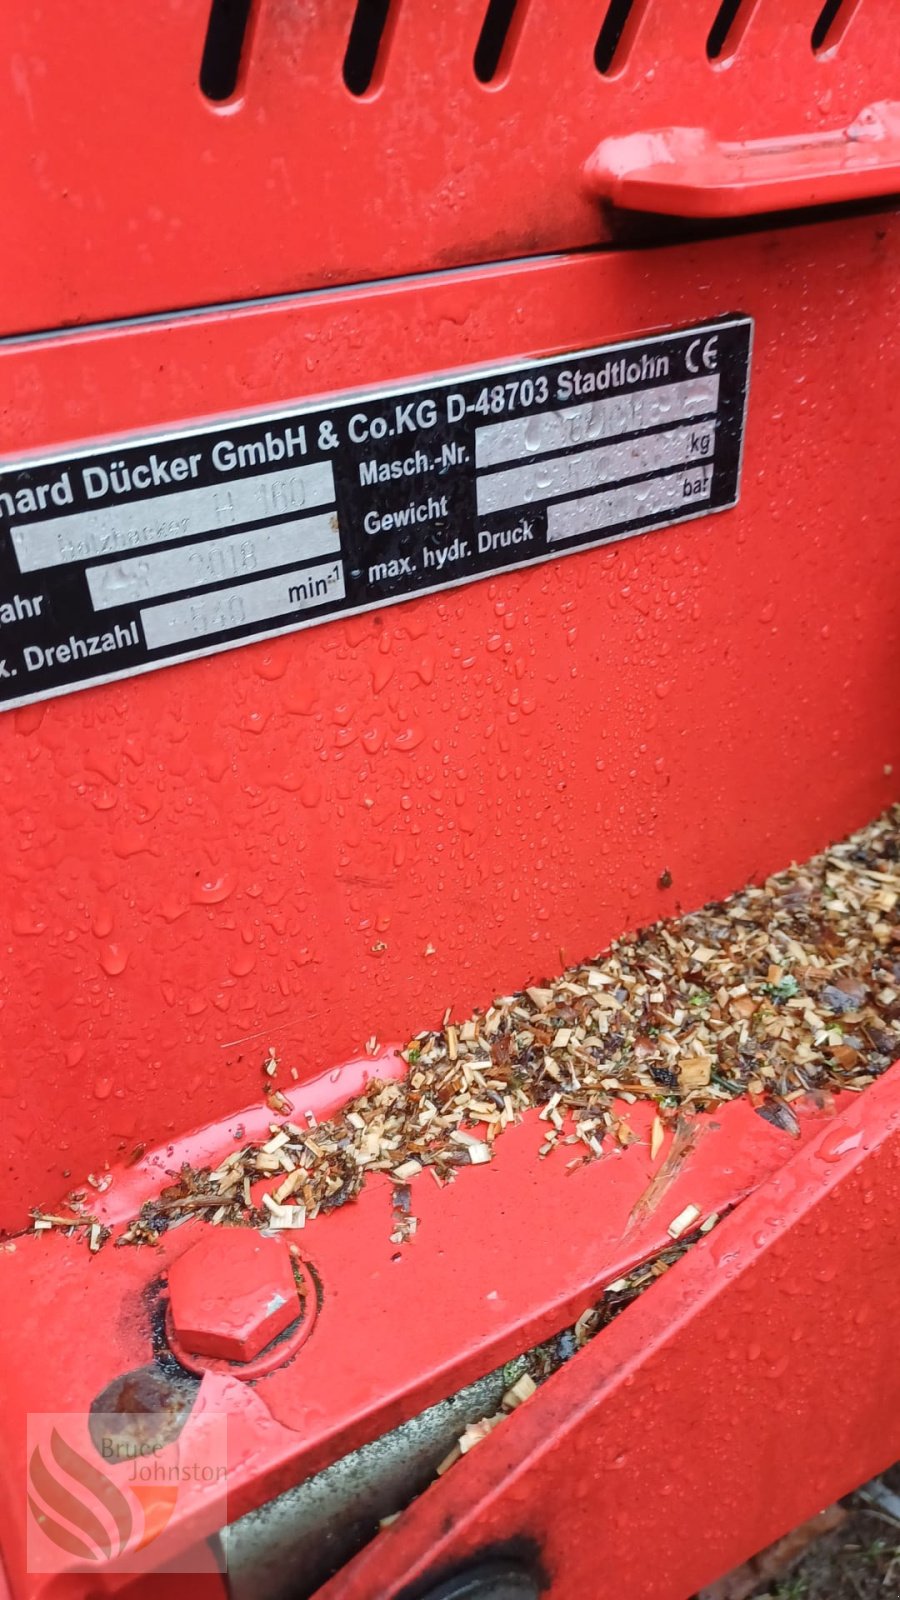 hard Dücker GmbH & Co.KG D-48703 Stadtlohn CE
Holzhacker H 160
Masch.-Nr.
ahr 2018
Gewicht kg
x. Drehzahl 540 min-1
max. hydr. Druck bar
Bruce
Johnston